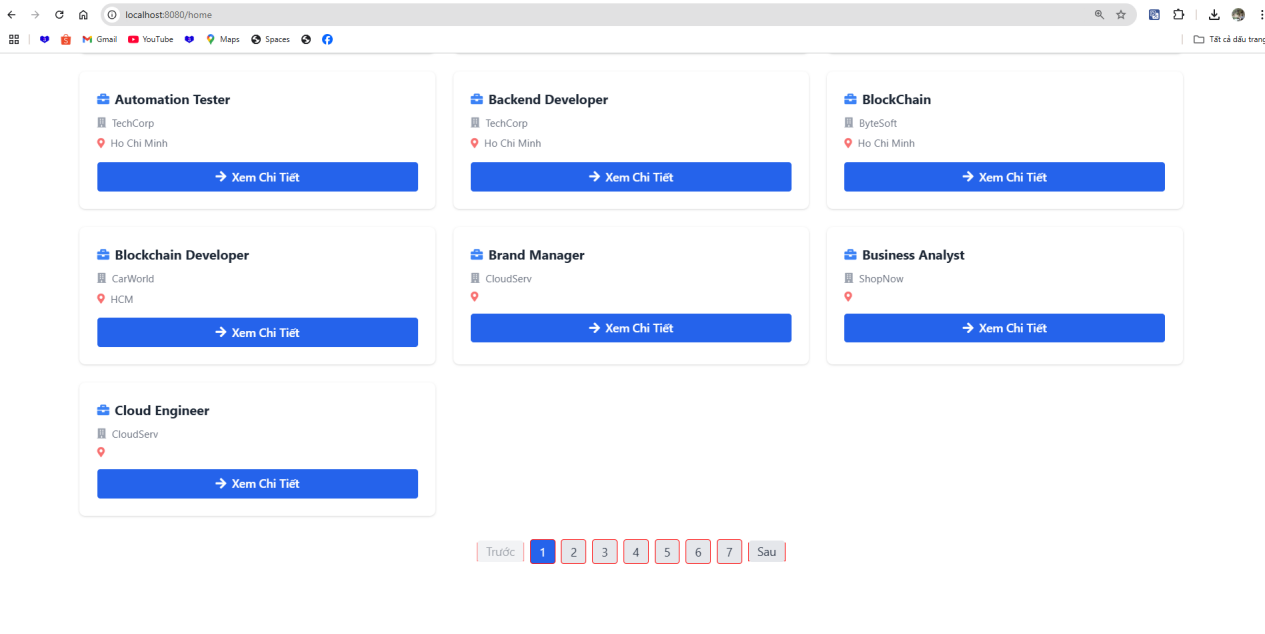 localhost:8080/home
Gmail YouTube Maps Spaces Tất cả dấu trang
Automation Tester
TechCorp
Ho Chi Minh
Xem Chi Tiết
Backend Developer
TechCorp
Ho Chi Minh
Xem Chi Tiết
BlockChain
ByteSoft
Ho Chi Minh
Xem Chi Tiết
Blockchain Developer
CarWorld
HCM
Xem Chi Tiết
Brand Manager
CloudServ
Xem Chi Tiết
Business Analyst
ShopNow
Xem Chi Tiết
Cloud Engineer
CloudServ
Xem Chi Tiết
Trước 1 2 3 4 5 6 7 Sau